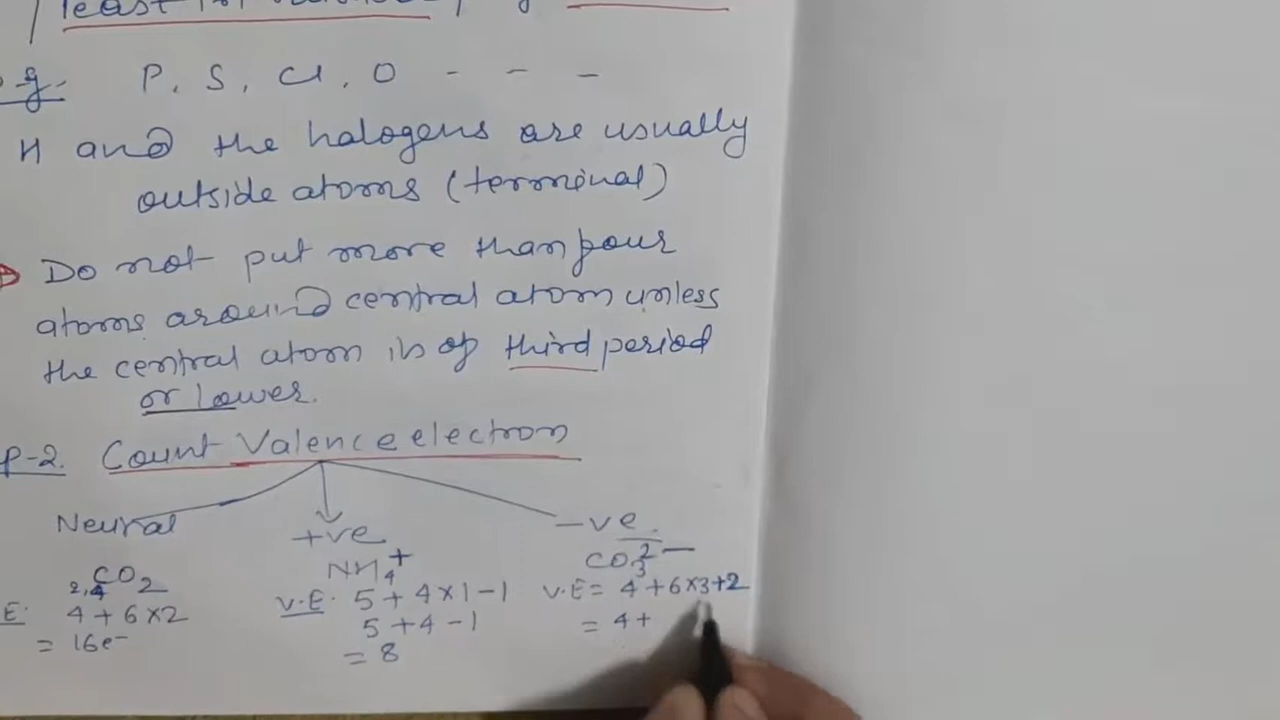 least
e.g. P, S, Cl, O - - -
H and the halogens are usually
outside atoms (terminal)
Do not put more than four
atoms around central atom unless
the central atom is of third period
or lower.
P-2. Count Valence electron
Neural +ve -ve.
CO2 NH4+ CO3 2-
2,4
E: 4+6×2 V.E. 5+4×1-1 V.E= 4+6×3+2
= 16e- 5+4-1 = 4+
= 8